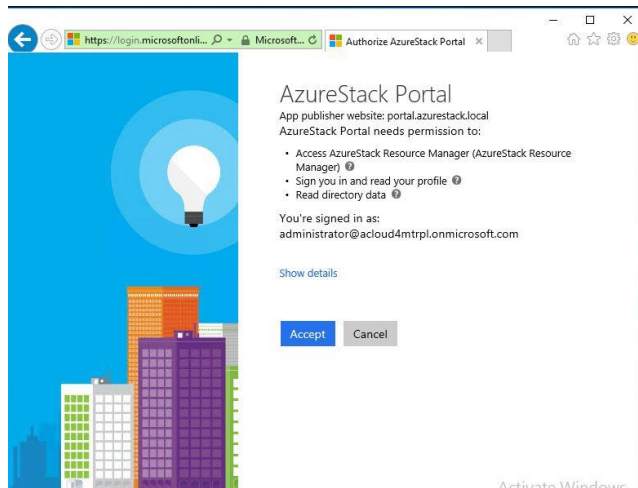 https://login.microsoftonli...
Microsoft...
Authorize AzureStack Portal
AzureStack Portal
App publisher website: portal.azurestack.local
AzureStack Portal needs permission to:
• Access AzureStack Resource Manager (AzureStack Resource
Manager)
• Sign you in and read your profile
• Read directory data
You're signed in as:
administrator@acloud4mtrpl.onmicrosoft.com
Show details
Accept
Cancel
Activate Windows